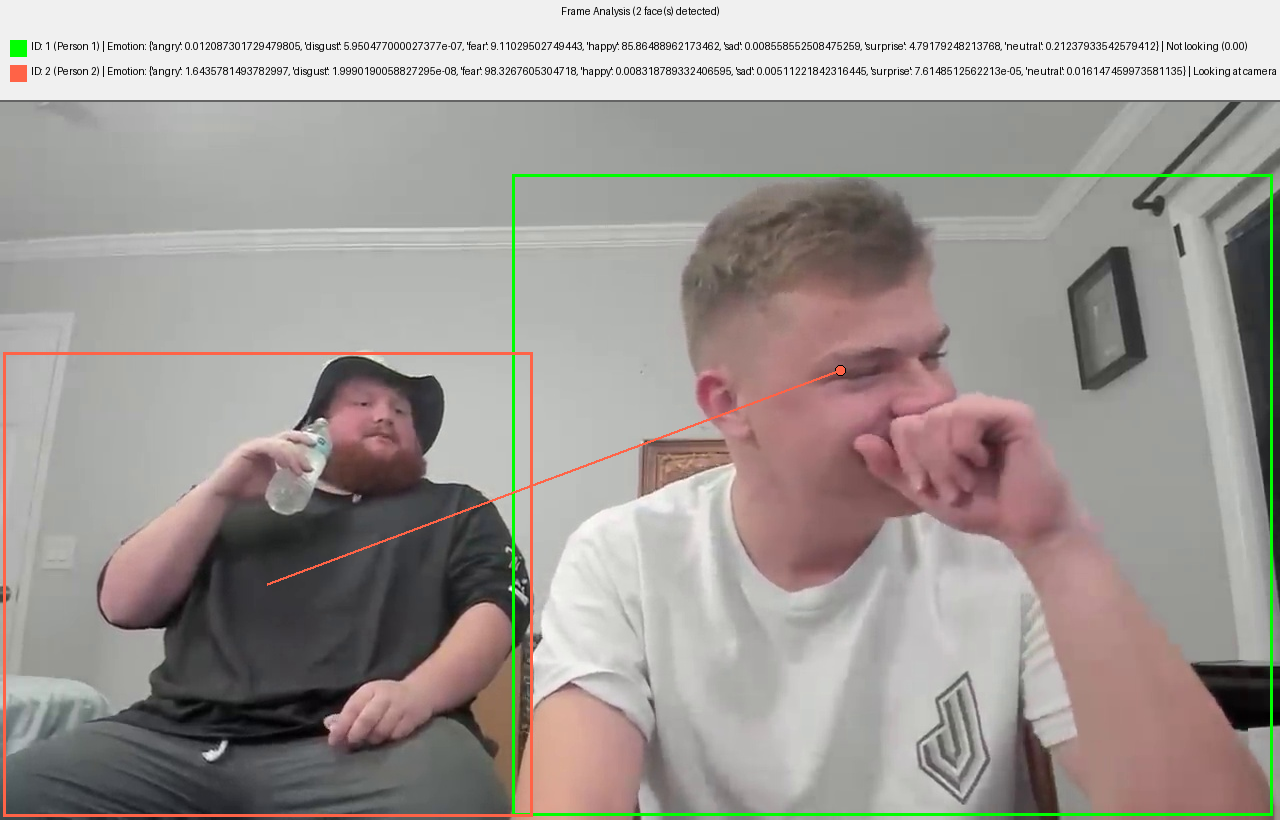 Frame Analysis (2 face(s) detected)
ID: 1 (Person 1) | Emotion: {'angry': 0.012087301729479805, 'disgust': 5.950477000027377e-07, 'fear': 9.11029502749443, 'happy': 85.86488962173462, 'sad': 0.008558552508475259, 'surprise': 4.79179248213768, 'neutral': 0.21237933542579412} | Not looking (0.00)
ID: 2 (Person 2) | Emotion: {'angry': 1.6435781493782997, 'disgust': 1.9990190058827295e-08, 'fear': 98.3267605304718, 'happy': 0.008318789332406595, 'sad': 0.00511221842316445, 'surprise': 7.6148512562213e-05, 'neutral': 0.016147459973581135} | Looking at camera